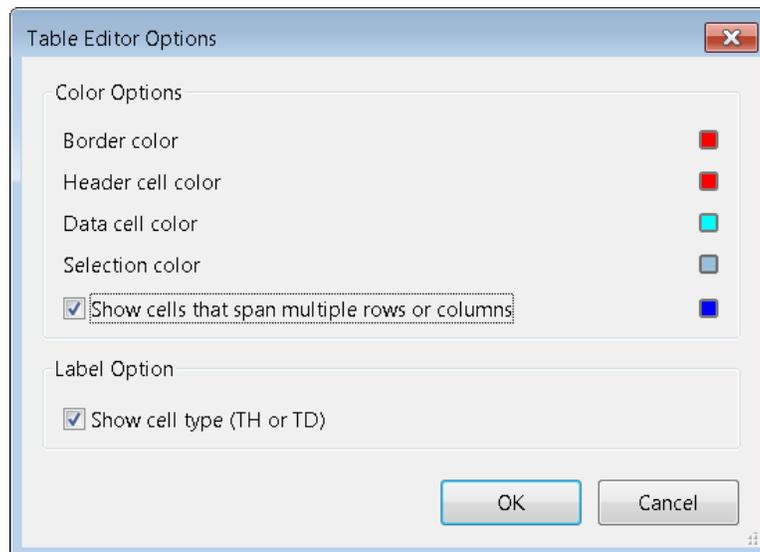 Table Editor Options
Color Options
Border color
Header cell color
Data cell color
Selection color
Show cells that span multiple rows or columns
Label Option
Show cell type (TH or TD)
OK
Cancel